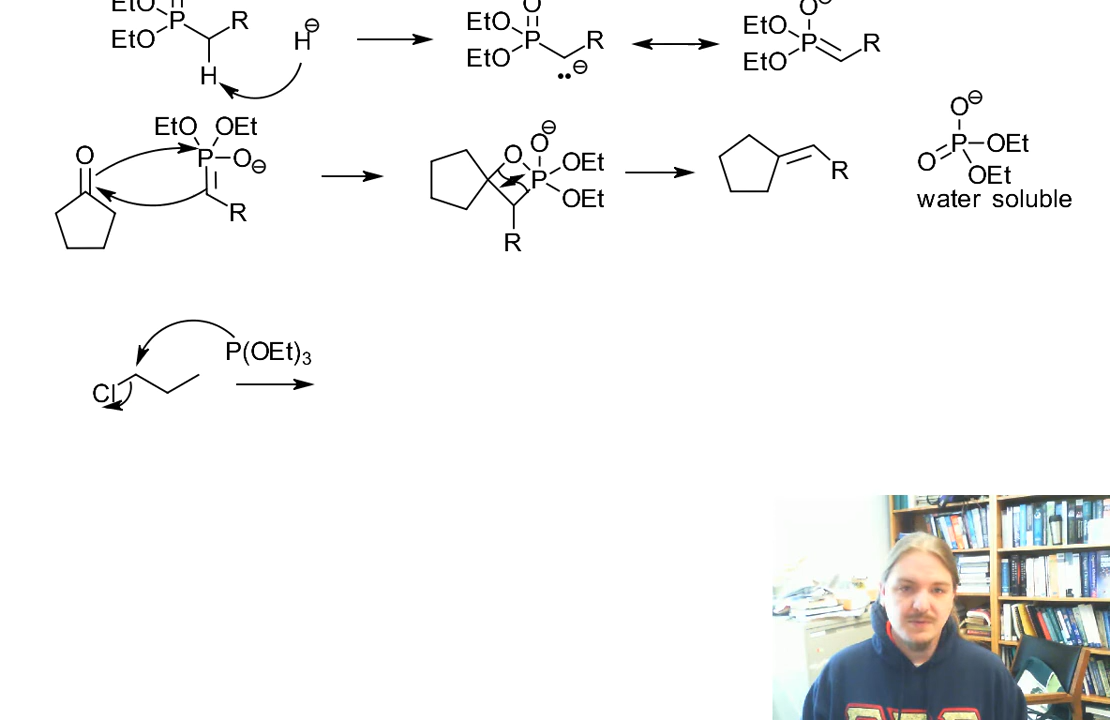 EtO P R
EtO
H⊖
H
O
EtO P R
EtO
⊖
O⊖
EtO P R
EtO
EtO OEt
O P O⊖
R
O O⊖
P OEt
OEt
R
R
O⊖
P OEt
O
OEt
water soluble
P(OEt)₃
Cl